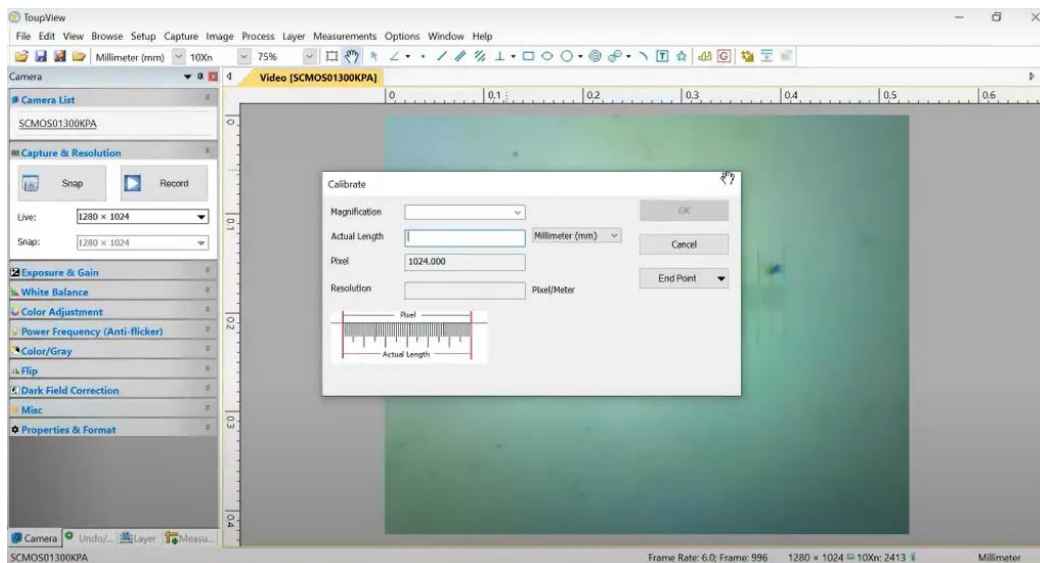 ToupView
File Edit View Browse Setup Capture Image Process Layer Measurements Options Window Help
Millimeter (mm) 10Xn 75%
Camera
Video [SCMOS01300KPA]
Camera List
SCMOS01300KPA
Capture & Resolution
Snap Record
Live: 1280 × 1024
Snap: 1280 × 1024
Exposure & Gain
White Balance
Color Adjustment
Power Frequency (Anti-flicker)
Color/Gray
Flip
Dark Field Correction
Misc
Properties & Format
0 0.1 0.2 0.3 0.4 0.5 0.6
0
0.1
0.2
0.3
0.4
Calibrate
Magnification
OK
Actual Length Millimeter (mm)
Cancel
Pixel 1024.000
End Point
Resolution Pixel/Meter
Pixel
Actual Length
Camera Undo/... Layer Measu...
SCMOS01300KPA
Frame Rate: 6.0; Frame: 996 1280 × 1024 10Xn: 2413 Millimeter